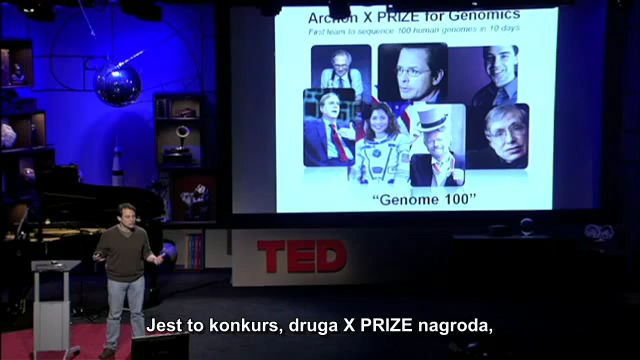 Archon X PRIZE for Genomics
First team to sequence 100 human genomes in 10 days
"Genome 100"
TED
Jest to konkurs, druga X PRIZE nagroda,